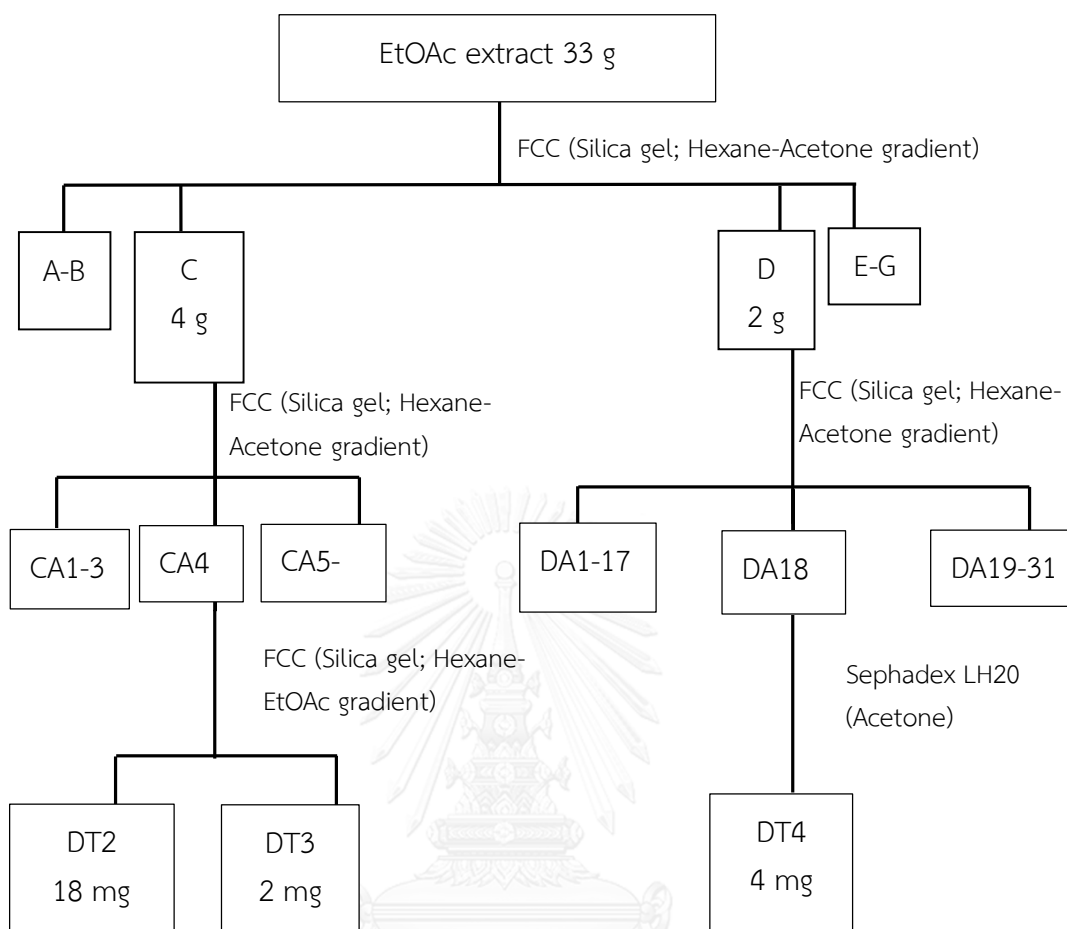 EtOAc extract 33 g
FCC (Silica gel; Hexane-Acetone gradient)
A-B
C
4 g
D
2 g
E-G
FCC (Silica gel; Hexane-
Acetone gradient)
FCC (Silica gel; Hexane-
Acetone gradient)
CA1-3
CA4
CA5-
DA1-17
DA18
DA19-31
FCC (Silica gel; Hexane-
EtOAc gradient)
Sephadex LH20
(Acetone)
DT2
18 mg
DT3
2 mg
DT4
4 mg